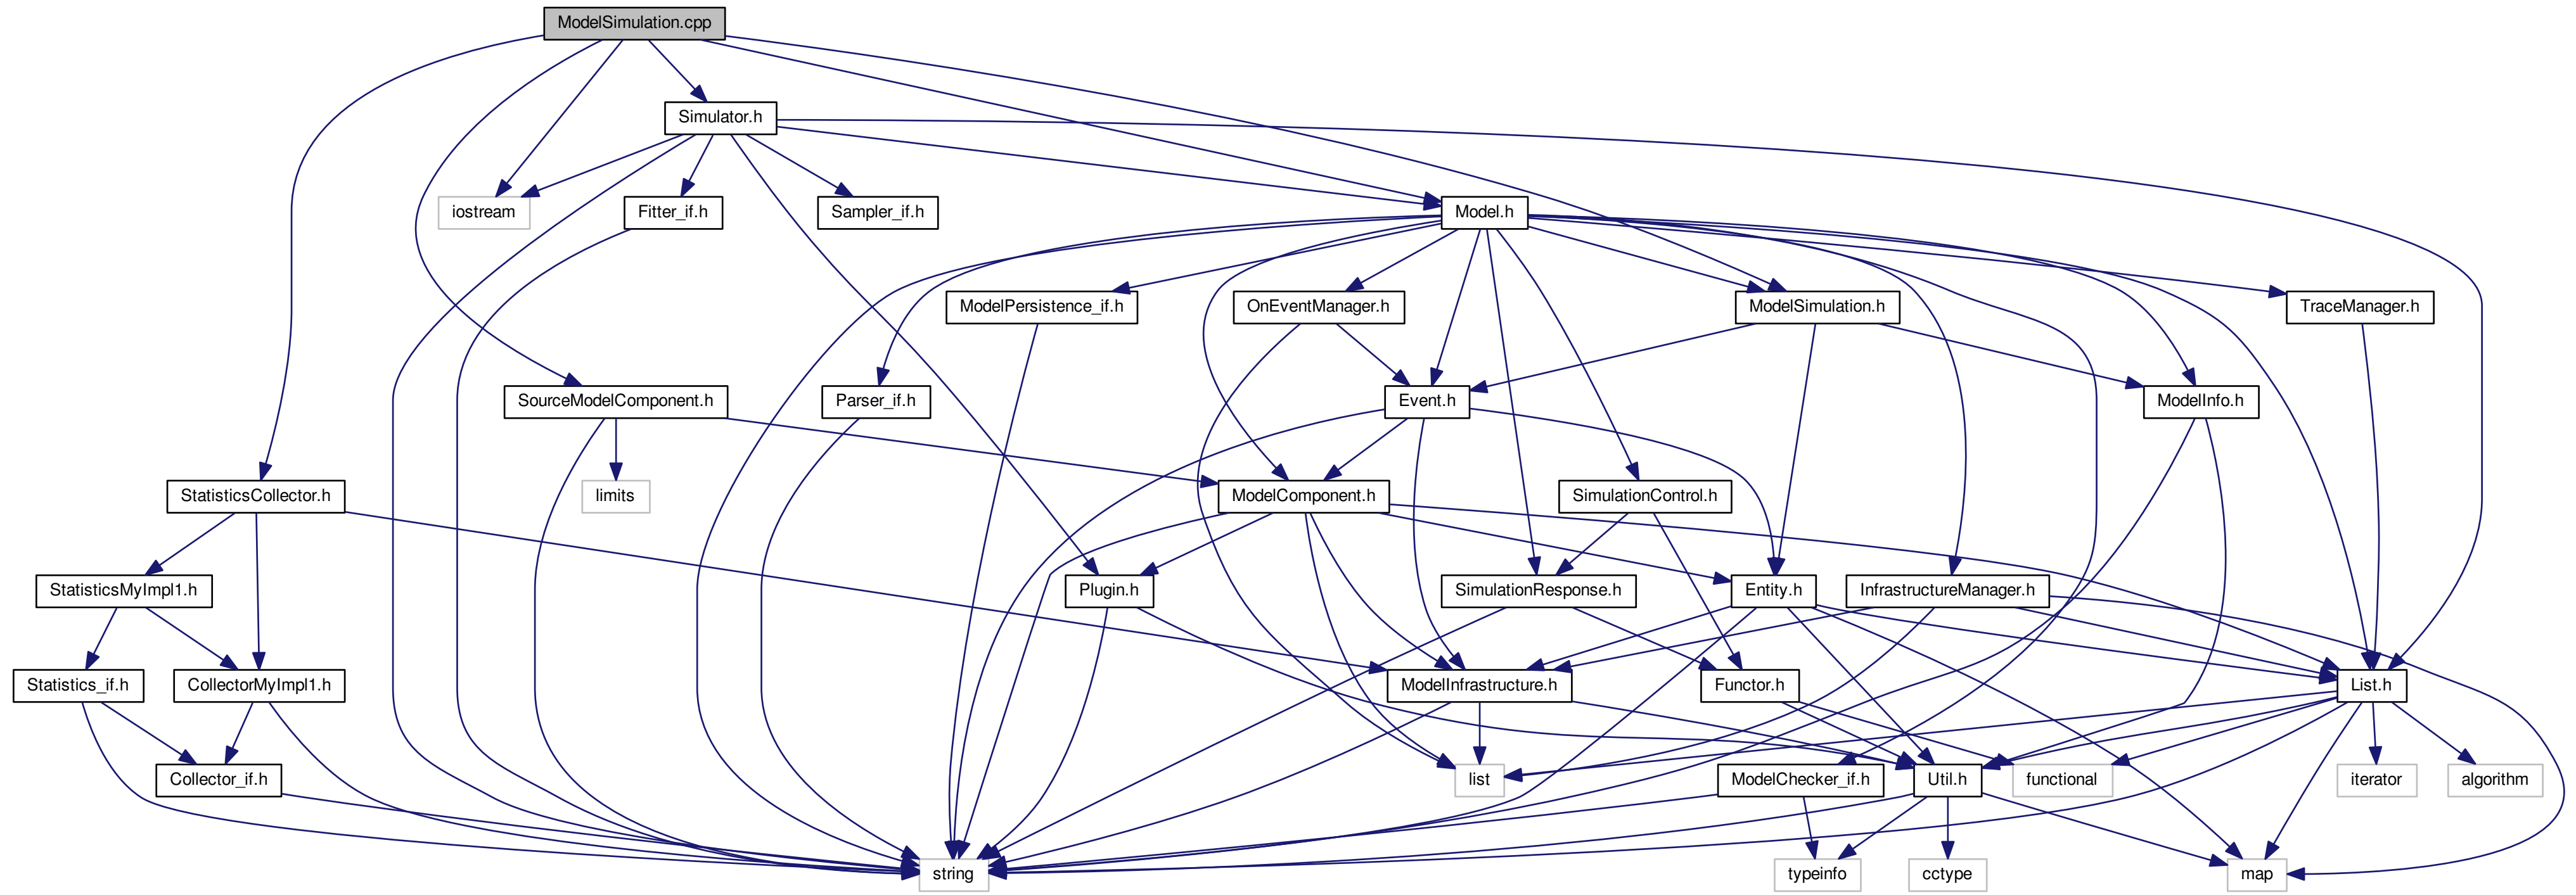 ModelSimulation.cpp
Simulator.h
iostream
Fitter_if.h
Sampler_if.h
Model.h
ModelPersistence_if.h
OnEventManager.h
ModelSimulation.h
TraceManager.h
SourceModelComponent.h
Parser_if.h
Event.h
ModelInfo.h
StatisticsCollector.h
limits
ModelComponent.h
SimulationControl.h
StatisticsMyImpl1.h
Plugin.h
SimulationResponse.h
Entity.h
InfrastructureManager.h
Statistics_if.h
CollectorMyImpl1.h
ModelInfrastructure.h
Functor.h
List.h
Collector_if.h
list
ModelChecker_if.h
Util.h
functional
iterator
algorithm
string
typeinfo
cctype
map